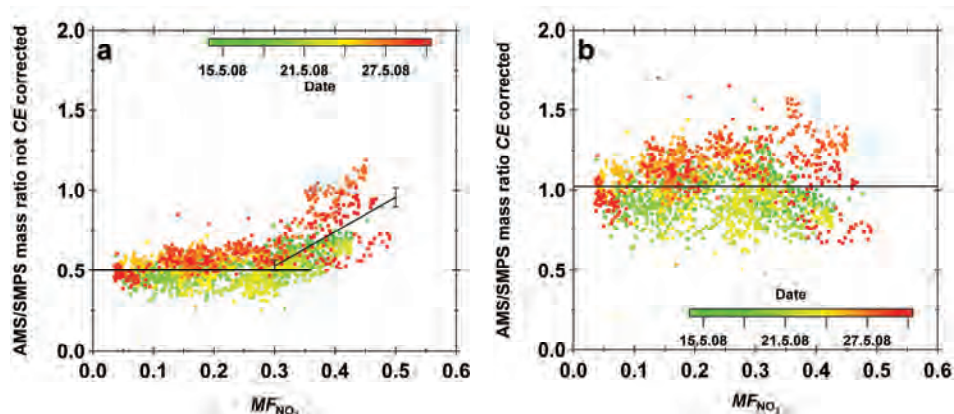 a
15.5.08 21.5.08 27.5.08
Date
AMS/SMPS mass ratio not CE corrected
2.0
1.5
1.0
0.5
0.0
0.0 0.1 0.2 0.3 0.4 0.5 0.6
MF NO3
b
AMS/SMPS mass ratio CE corrected
2.0
1.5
1.0
0.5
0.0
Date
15.5.08 21.5.08 27.5.08
0.0 0.1 0.2 0.3 0.4 0.5 0.6
MF NO3